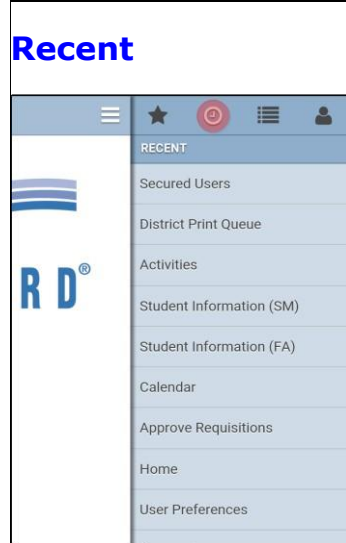 Recent
RECENT
Secured Users
District Print Queue
Activities
Student Information (SM)
R D®
Student Information (FA)
Calendar
Approve Requisitions
Home
User Preferences